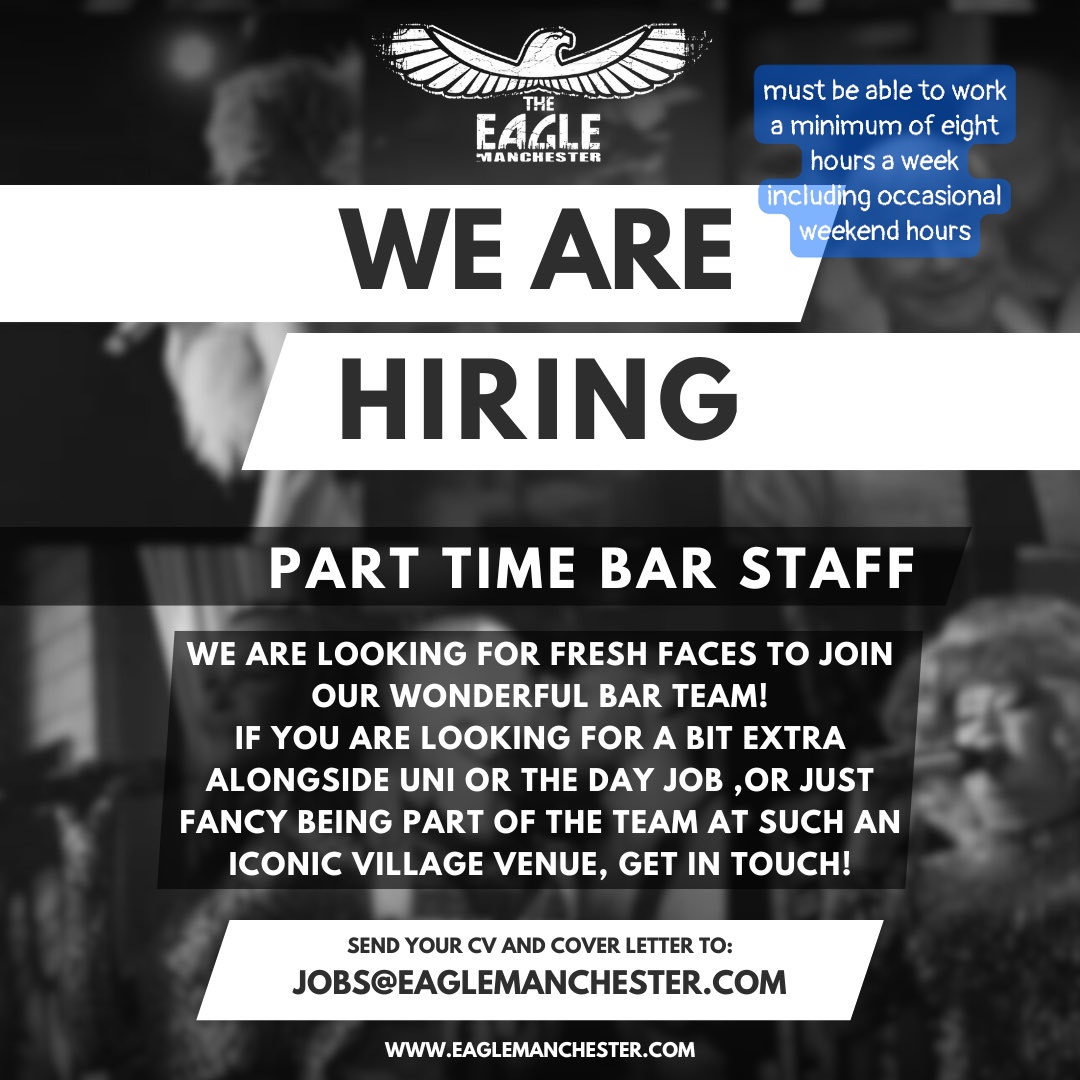 THE
EAGLE
MANCHESTER
must be able to work
a minimum of eight
hours a week
including occasional
weekend hours
WE ARE
HIRING
PART TIME BAR STAFF
WE ARE LOOKING FOR FRESH FACES TO JOIN
OUR WONDERFUL BAR TEAM!
IF YOU ARE LOOKING FOR A BIT EXTRA
ALONGSIDE UNI OR THE DAY JOB ,OR JUST
FANCY BEING PART OF THE TEAM AT SUCH AN
ICONIC VILLAGE VENUE, GET IN TOUCH!
SEND YOUR CV AND COVER LETTER TO:
JOBS@EAGLEMANCHESTER.COM
WWW.EAGLEMANCHESTER.COM